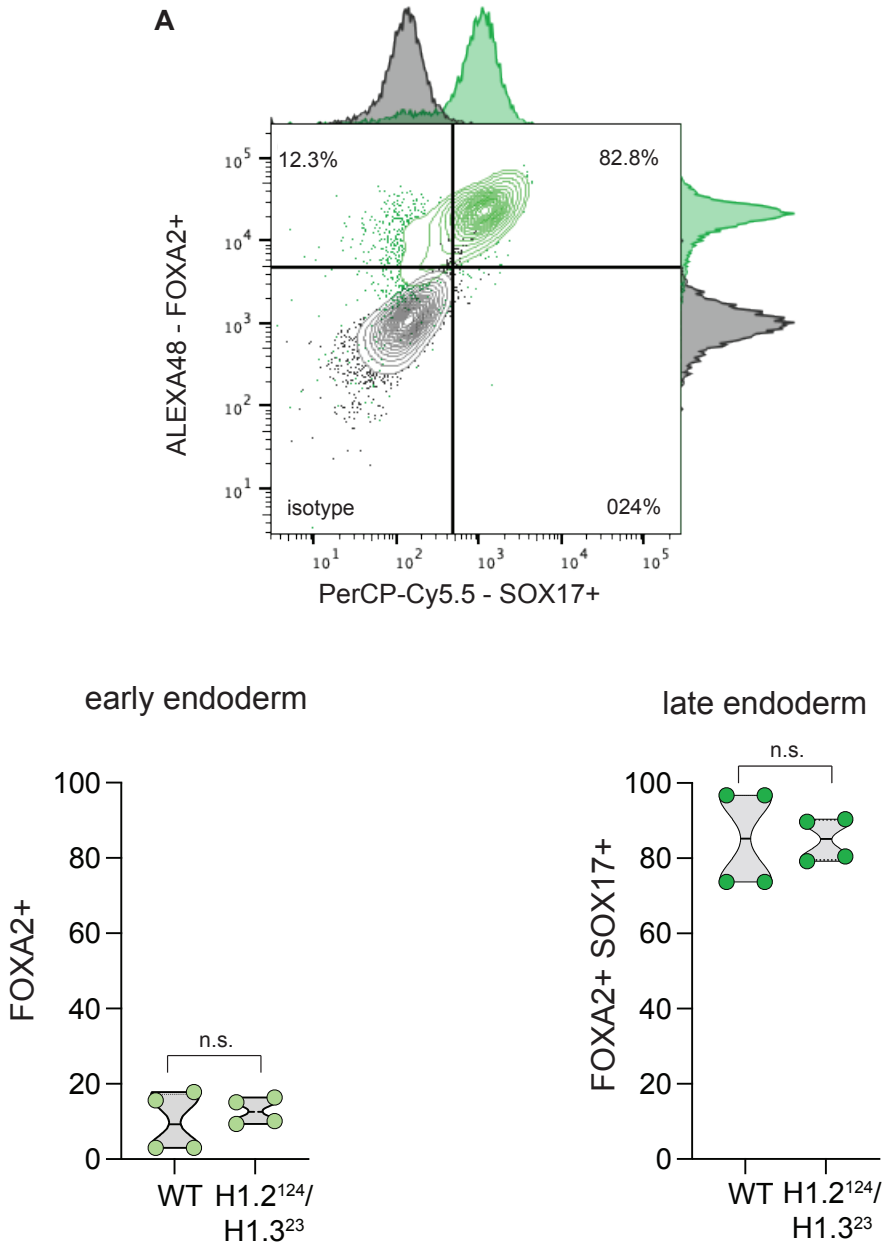 A
12.3%
82.8%
10⁵
10⁴
10³
10²
10¹
isotype
024%
10¹ 10² 10³ 10⁴ 10⁵
ALEXA48 - FOXA2+
PerCP-Cy5.5 - SOX17+
early endoderm
FOXA2+
100
80
60
40
20
0
n.s.
WT H1.2¹²⁴/
H1.3²³
late endoderm
FOXA2+ SOX17+
n.s.
100
80
60
40
20
0
WT H1.2¹²⁴/
H1.3²³